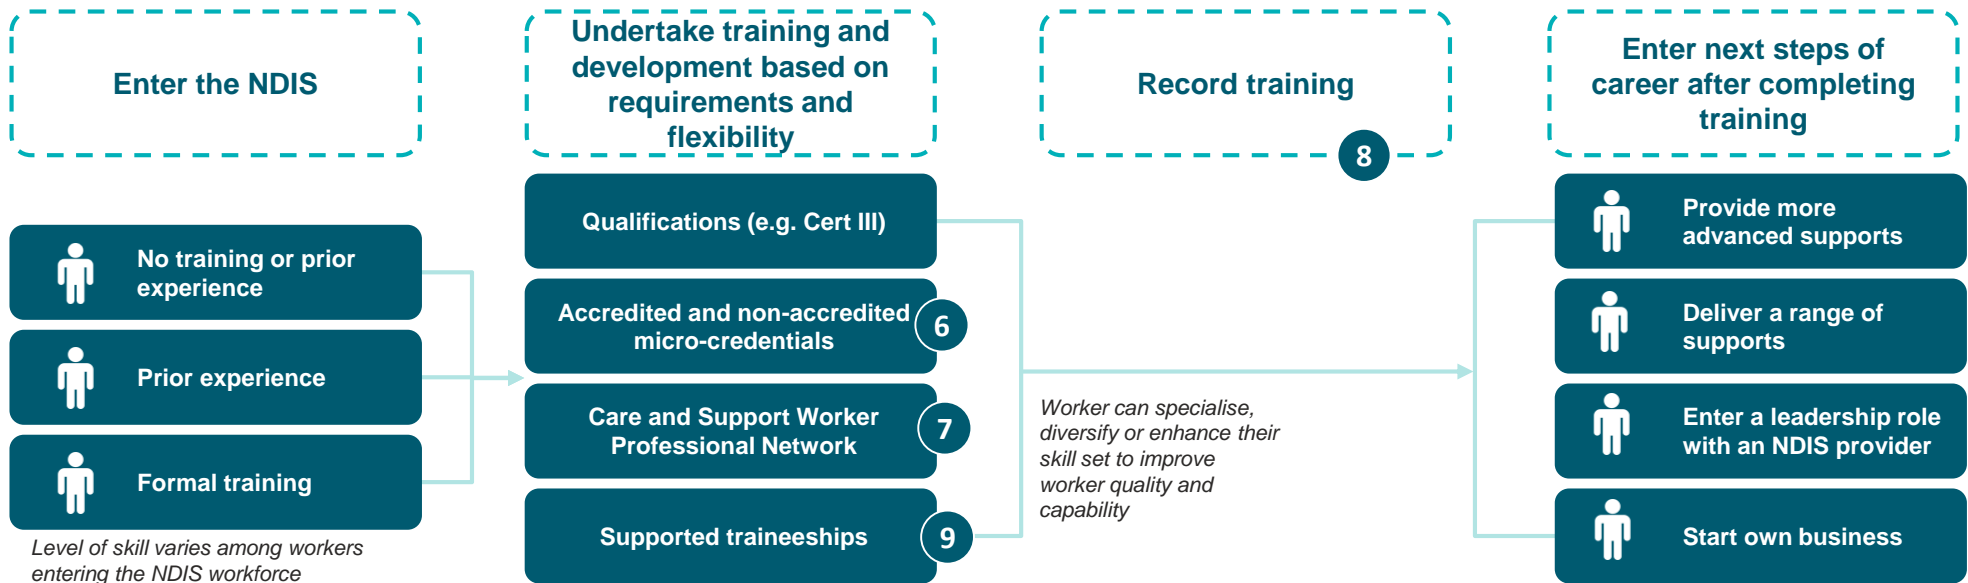 Enter the NDIS
Undertake training and
development based on
requirements and
flexibility
Record training
8
Enter next steps of
career after completing
training
No training or prior
experience
Prior experience
Formal training
Level of skill varies among workers
entering the NDIS workforce
Qualifications (e.g. Cert III)
Accredited and non-accredited
micro-credentials
6
Care and Support Worker
Professional Network
7
Supported traineeships
9
Worker can specialise,
diversify or enhance their
skill set to improve
worker quality and
capability
Provide more
advanced supports
Deliver a range of
supports
Enter a leadership role
with an NDIS provider
Start own business